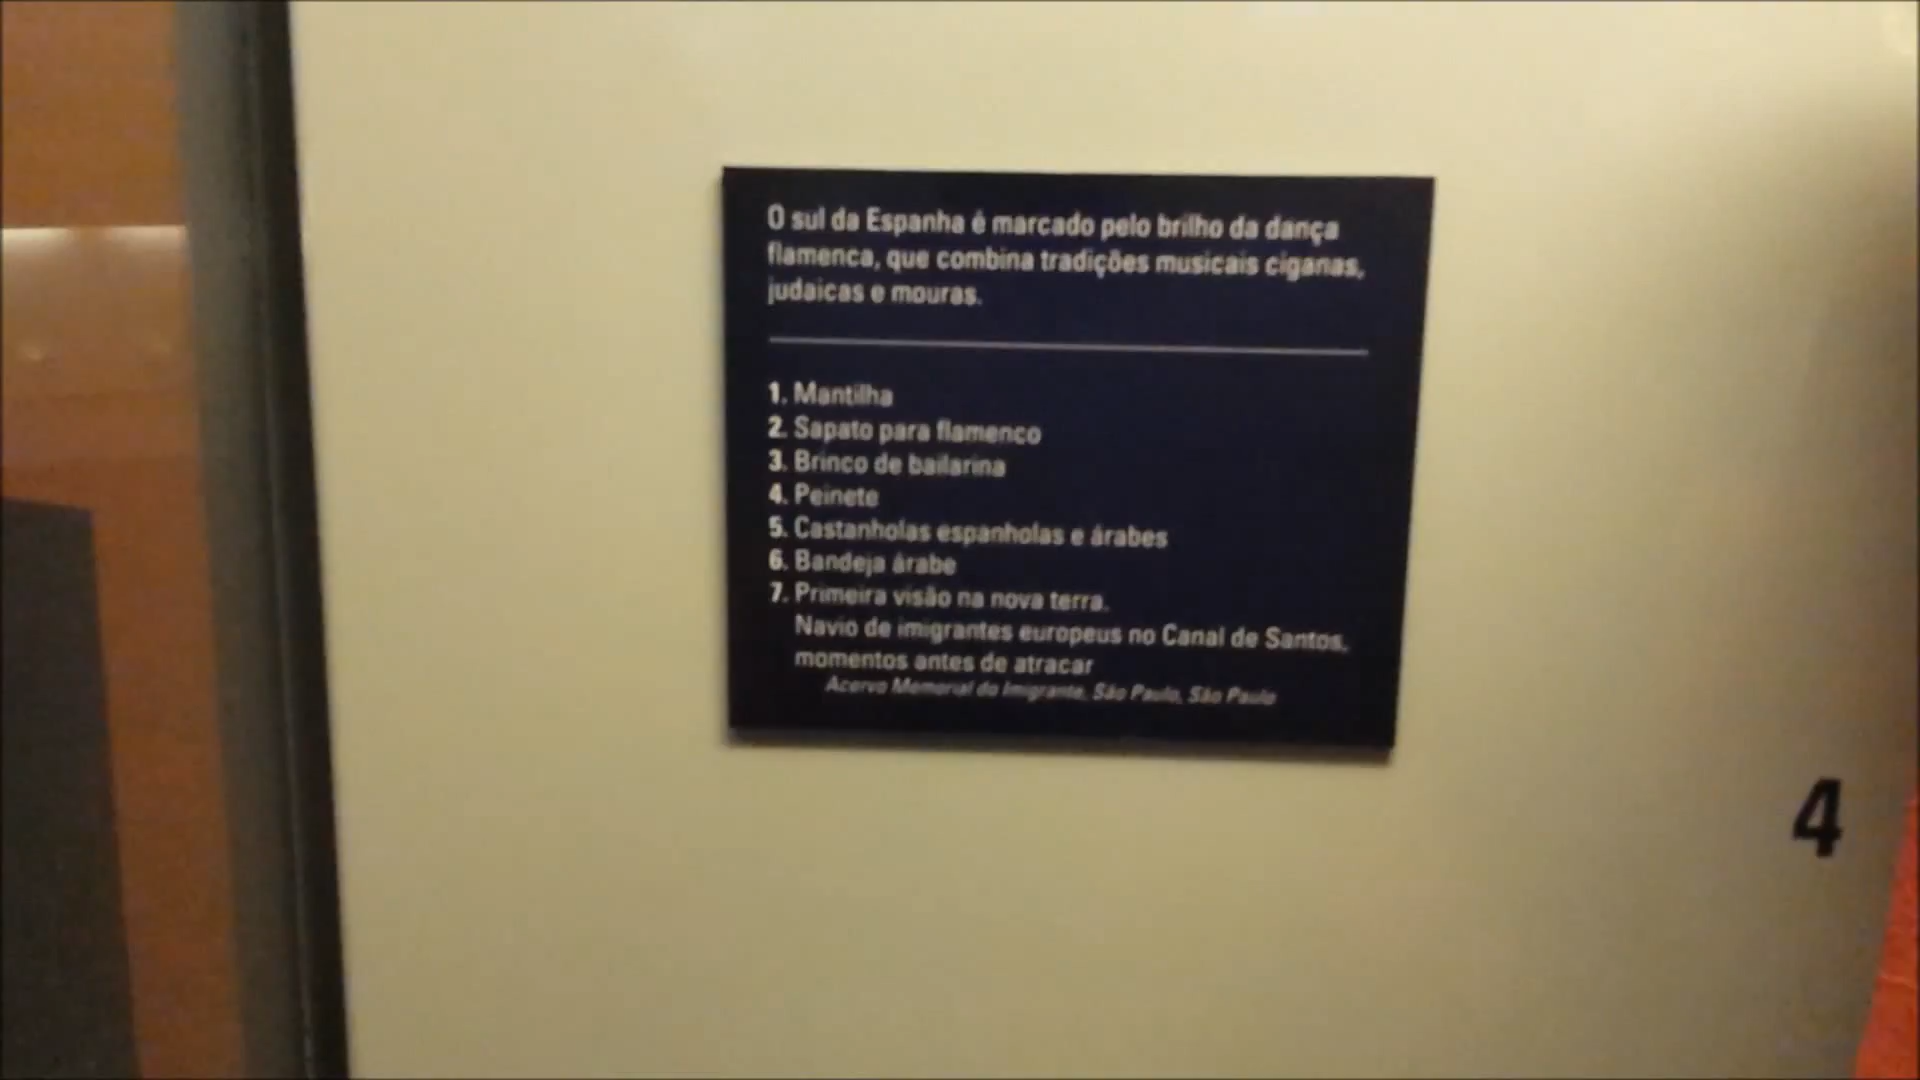 O sul da Espanha é marcado pelo brilho da dança
flamenca, que combina tradições musicais ciganas,
judaicas e mouras.
1. Mantilha
2. Sapato para flamenco
3. Brinco de bailarina
4. Peinete
5. Castanholas espanholas e árabes
6. Bandeja árabe
7. Primeira visão na nova terra.
Navio de imigrantes europeus no Canal de Santos,
momentos antes de atracar
Acervo Memorial do Imigrante, São Paulo, São Paulo
4